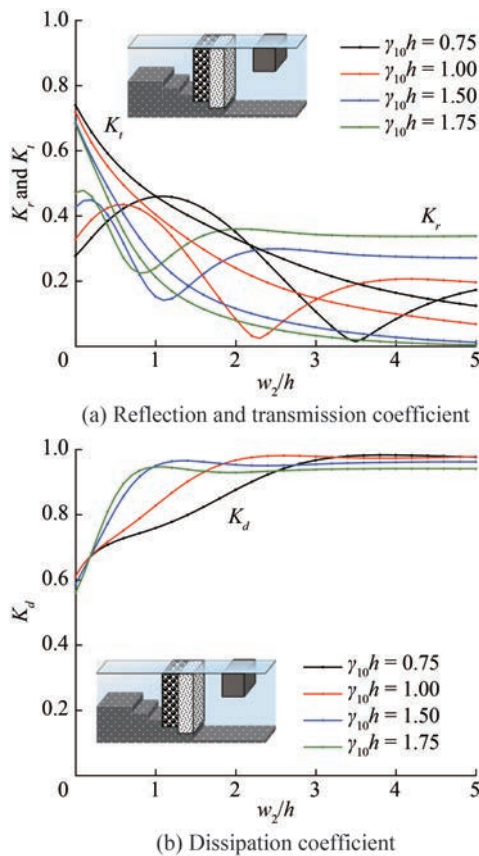 1.0
0.8
0.6
0.4
0.2
0
K_r and K_t
K_t
K_r
γ₁₀h = 0.75
γ₁₀h = 1.00
γ₁₀h = 1.50
γ₁₀h = 1.75
0 1 2 3 4 5
w₂/h
(a) Reflection and transmission coefficient
1.0
0.8
0.6
0.4
0.2
0
K_d
K_d
γ₁₀h = 0.75
γ₁₀h = 1.00
γ₁₀h = 1.50
γ₁₀h = 1.75
0 1 2 3 4 5
w₂/h
(b) Dissipation coefficient